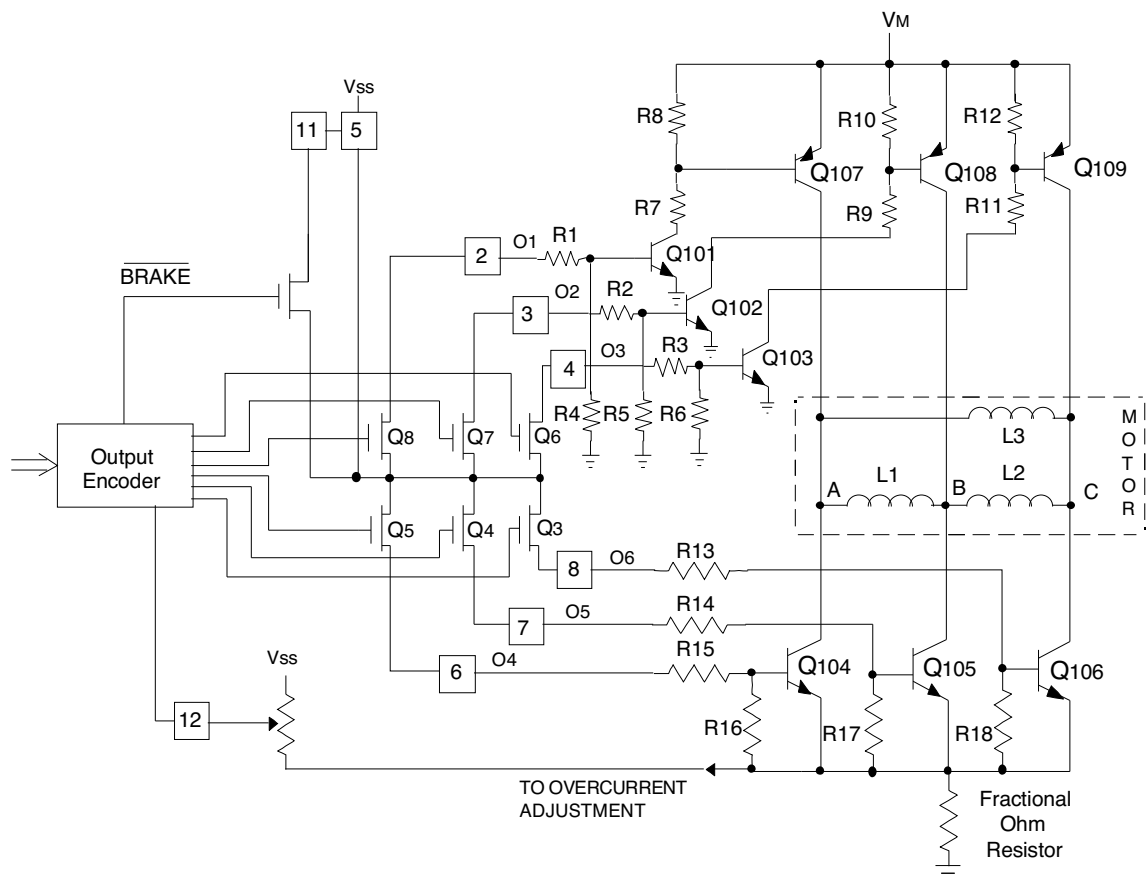 VM
R8
R10
R12
Vss
11
5
Q107
Q108
Q109
R7
R9
R11
BRAKE
2
O1
R1
Q101
3
O2
R2
Q102
4
O3
R3
Q103
R4
R5
R6
Output
Encoder
Q8
Q7
Q6
Q5
Q4
Q3
L3
A
L1
B
L2
C
MOTOR
8
O6
R13
7
O5
R14
6
O4
R15
Q104
Q105
Q106
Vss
12
R16
R17
R18
TO OVERCURRENT
ADJUSTMENT
Fractional
Ohm
Resistor